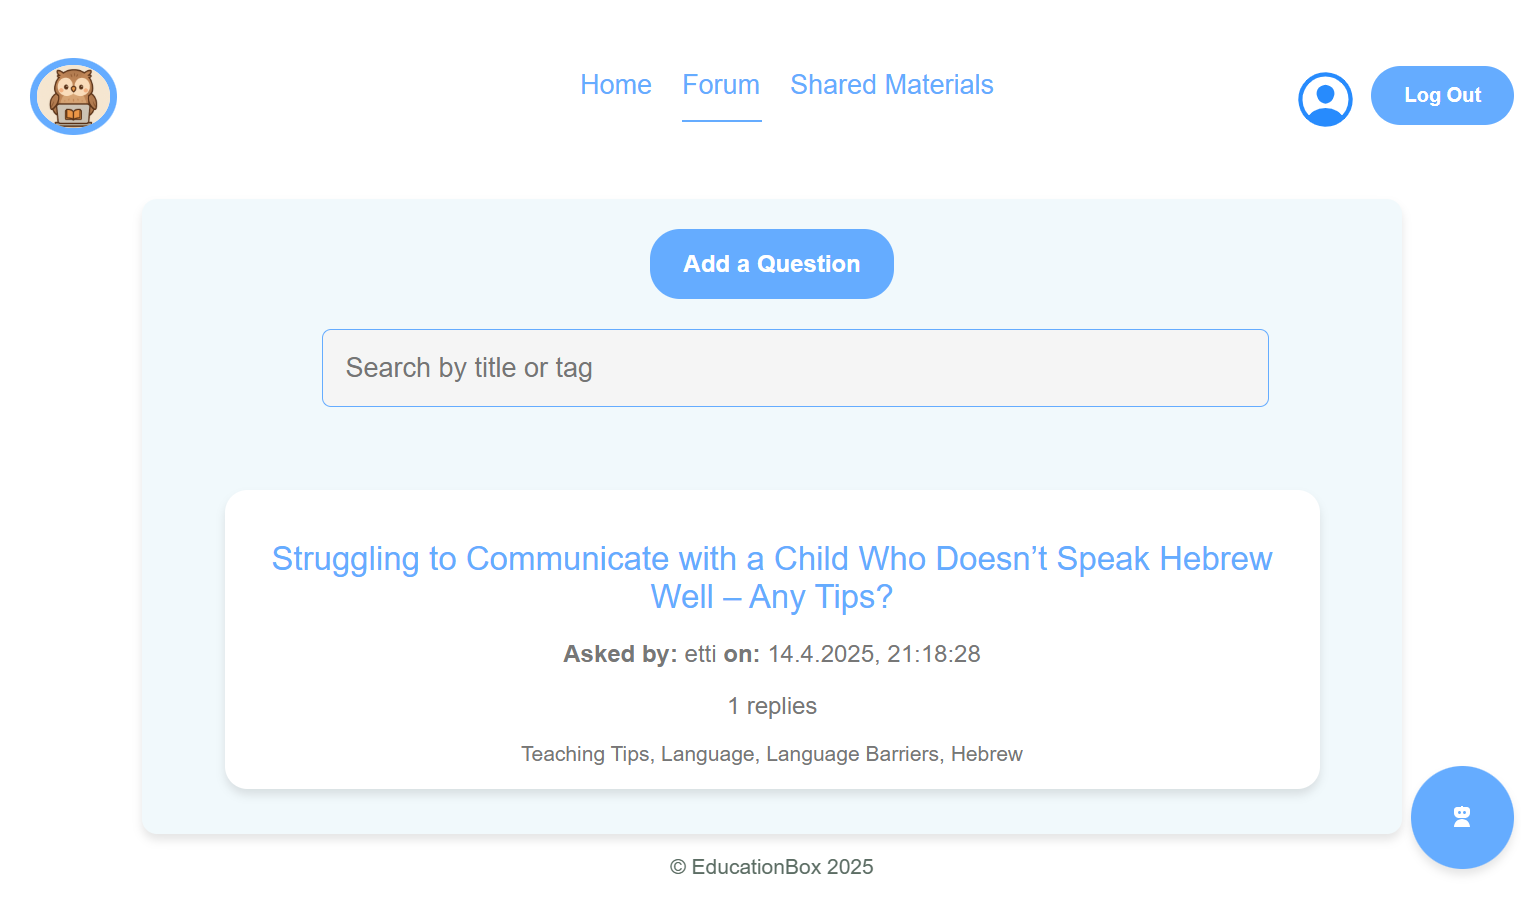 Home Forum Shared Materials
Log Out
Add a Question
Search by title or tag
Struggling to Communicate with a Child Who Doesn’t Speak Hebrew
Well – Any Tips?
Asked by: etti on: 14.4.2025, 21:18:28
1 replies
Teaching Tips, Language, Language Barriers, Hebrew
© EducationBox 2025